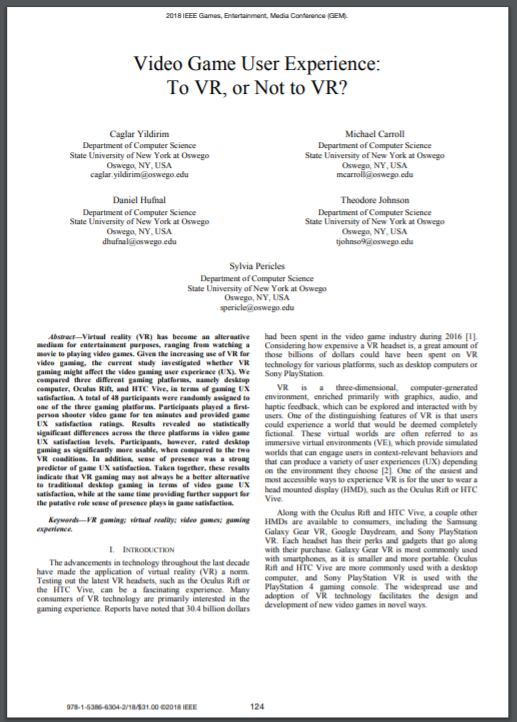 2018 IEEE Games, Entertainment, Media Conference (GEM).
Video Game User Experience:
To VR, or Not to VR?
Caglar Yildirim
Department of Computer Science
State University of New York at Oswego
Oswego, NY, USA
caglar.yildirim@oswego.edu
Michael Carroll
Department of Computer Science
State University of New York at Oswego
Oswego, NY, USA
mcarroll@oswego.edu
Daniel Hufnal
Department of Computer Science
State University of New York at Oswego
Oswego, NY, USA
dhufnal@oswego.edu
Theodore Johnson
Department of Computer Science
State University of New York at Oswego
Oswego, NY, USA
tjohnso9@oswego.edu
Sylvia Pericles
Department of Computer Science
State University of New York at Oswego
Oswego, NY, USA
spericle@oswego.edu
Abstract—Virtual reality (VR) has become an alternative
medium for entertainment purposes, ranging from watching a
movie to playing video games. Given the increasing use of VR for
video gaming, the current study investigated whether VR
gaming might affect the video gaming user experience (UX). We
compared three different gaming platforms, namely desktop
computer, Oculus Rift, and HTC Vive, in terms of gaming UX
satisfaction. A total of 48 participants were randomly assigned to
one of the three gaming platforms. Participants played a first-
person shooter video game for ten minutes and provided game
UX satisfaction ratings. Results revealed no statistically
significant differences across the three platforms in video game
UX satisfaction levels. Participants, however, rated desktop
gaming as significantly more usable, when compared to the two
VR conditions. In addition, sense of presence was a strong
predictor of game UX satisfaction. Taken together, these results
indicate that VR gaming may not always be a better alternative
to traditional desktop gaming in terms of video game UX
satisfaction, while at the same time providing further support for
the putative role sense of presence plays in game satisfaction.
Keywords—VR gaming; virtual reality; video games; gaming
experience.
I. INTRODUCTION
The advancements in technology throughout the last decade
have made the application of virtual reality (VR) a norm.
Testing out the latest VR headsets, such as the Oculus Rift or
the HTC Vive, can be a fascinating experience. Many
consumers of VR technology are primarily interested in the
gaming experience. Reports have noted that 30.4 billion dollars
had been spent in the video game industry during 2016 [1].
Considering how expensive a VR headset is, a great amount of
those billions of dollars could have been spent on VR
technology for various platforms, such as desktop computers or
Sony PlayStation.
VR is a three-dimensional, computer-generated
environment, enriched primarily with graphics, audio, and
haptic feedback, which can be explored and interacted with by
users. One of the distinguishing features of VR is that users
could experience a world that would be deemed completely
fictional. These virtual worlds are often referred to as
immersive virtual environments (VE), which provide simulated
worlds that can engage users in context-relevant behaviors and
that can produce a variety of user experiences (UX) depending
on the environment they choose [2]. One of the easiest and
most accessible ways to experience VR is for the user to wear a
head mounted display (HMD), such as the Oculus Rift or HTC
Vive.
Along with the Oculus Rift and HTC Vive, a couple other
HMDs are available to consumers, including the Samsung
Galaxy Gear VR, Google Daydream, and Sony PlayStation
VR. Each headset has their perks and gadgets that go along
with their purchase. Galaxy Gear VR is most commonly used
with smartphones, as it is smaller and more portable. Oculus
Rift and HTC Vive are more commonly used with a desktop
computer, and Sony PlayStation VR is used with the
PlayStation 4 gaming console. The widespread use and
adoption of VR technology facilitates the design and
development of new video games in novel ways.
978-1-5386-6304-2/18/$31.00 ©2018 IEEE
124